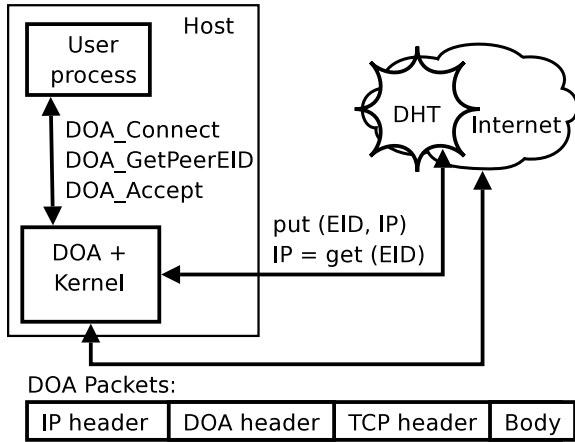 Host
User
process
DOA_Connect
DOA_GetPeerEID
DOA_Accept
DHT
Internet
put (EID, IP)
IP = get (EID)
DOA +
Kernel
DOA Packets:
IP header
DOA header
TCP header
Body